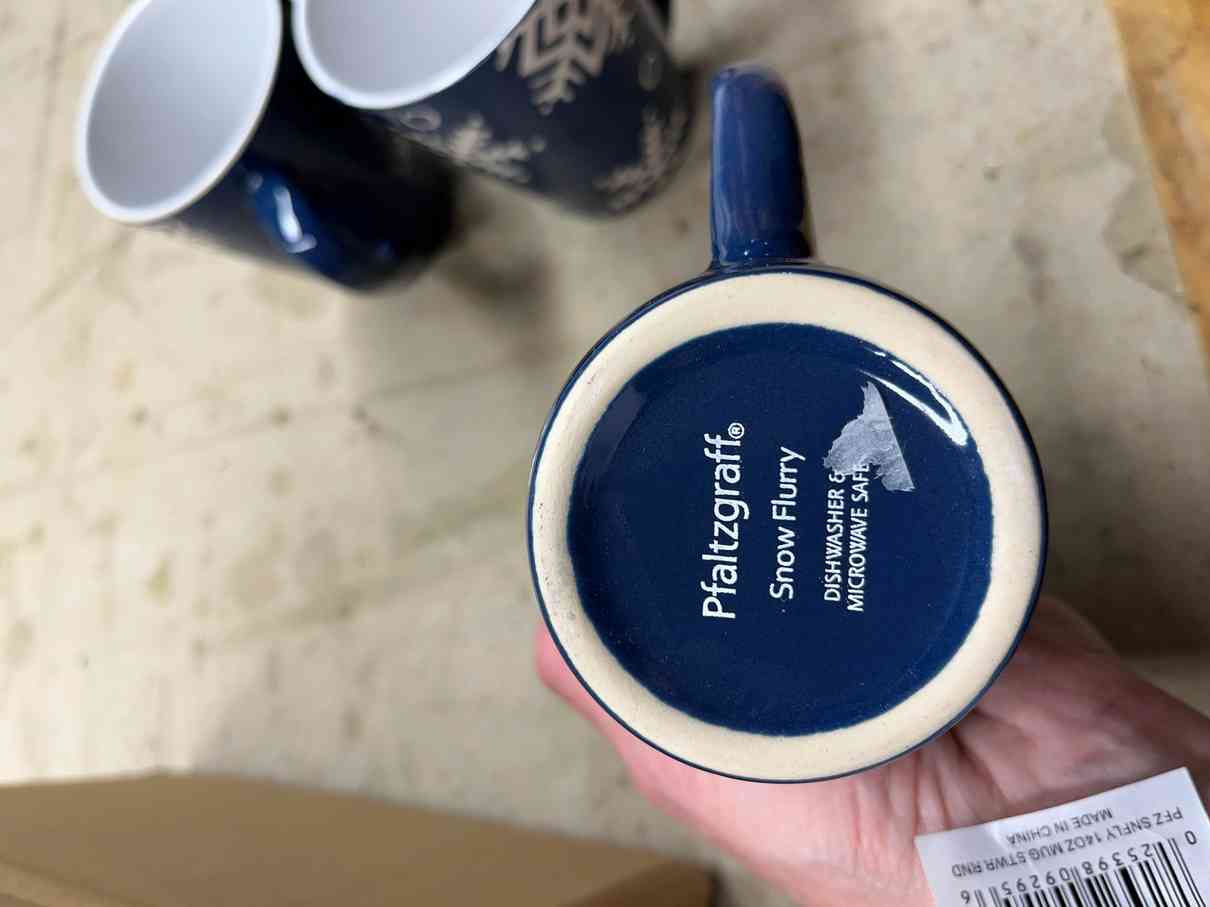 Pfaltzgraff®
Snow Flurry
DISHWASHER &
MICROWAVE SAFE
PFZ SNFLY 14OZ MUG STWR RND
MADE IN CHINA
0 25398 09295 6